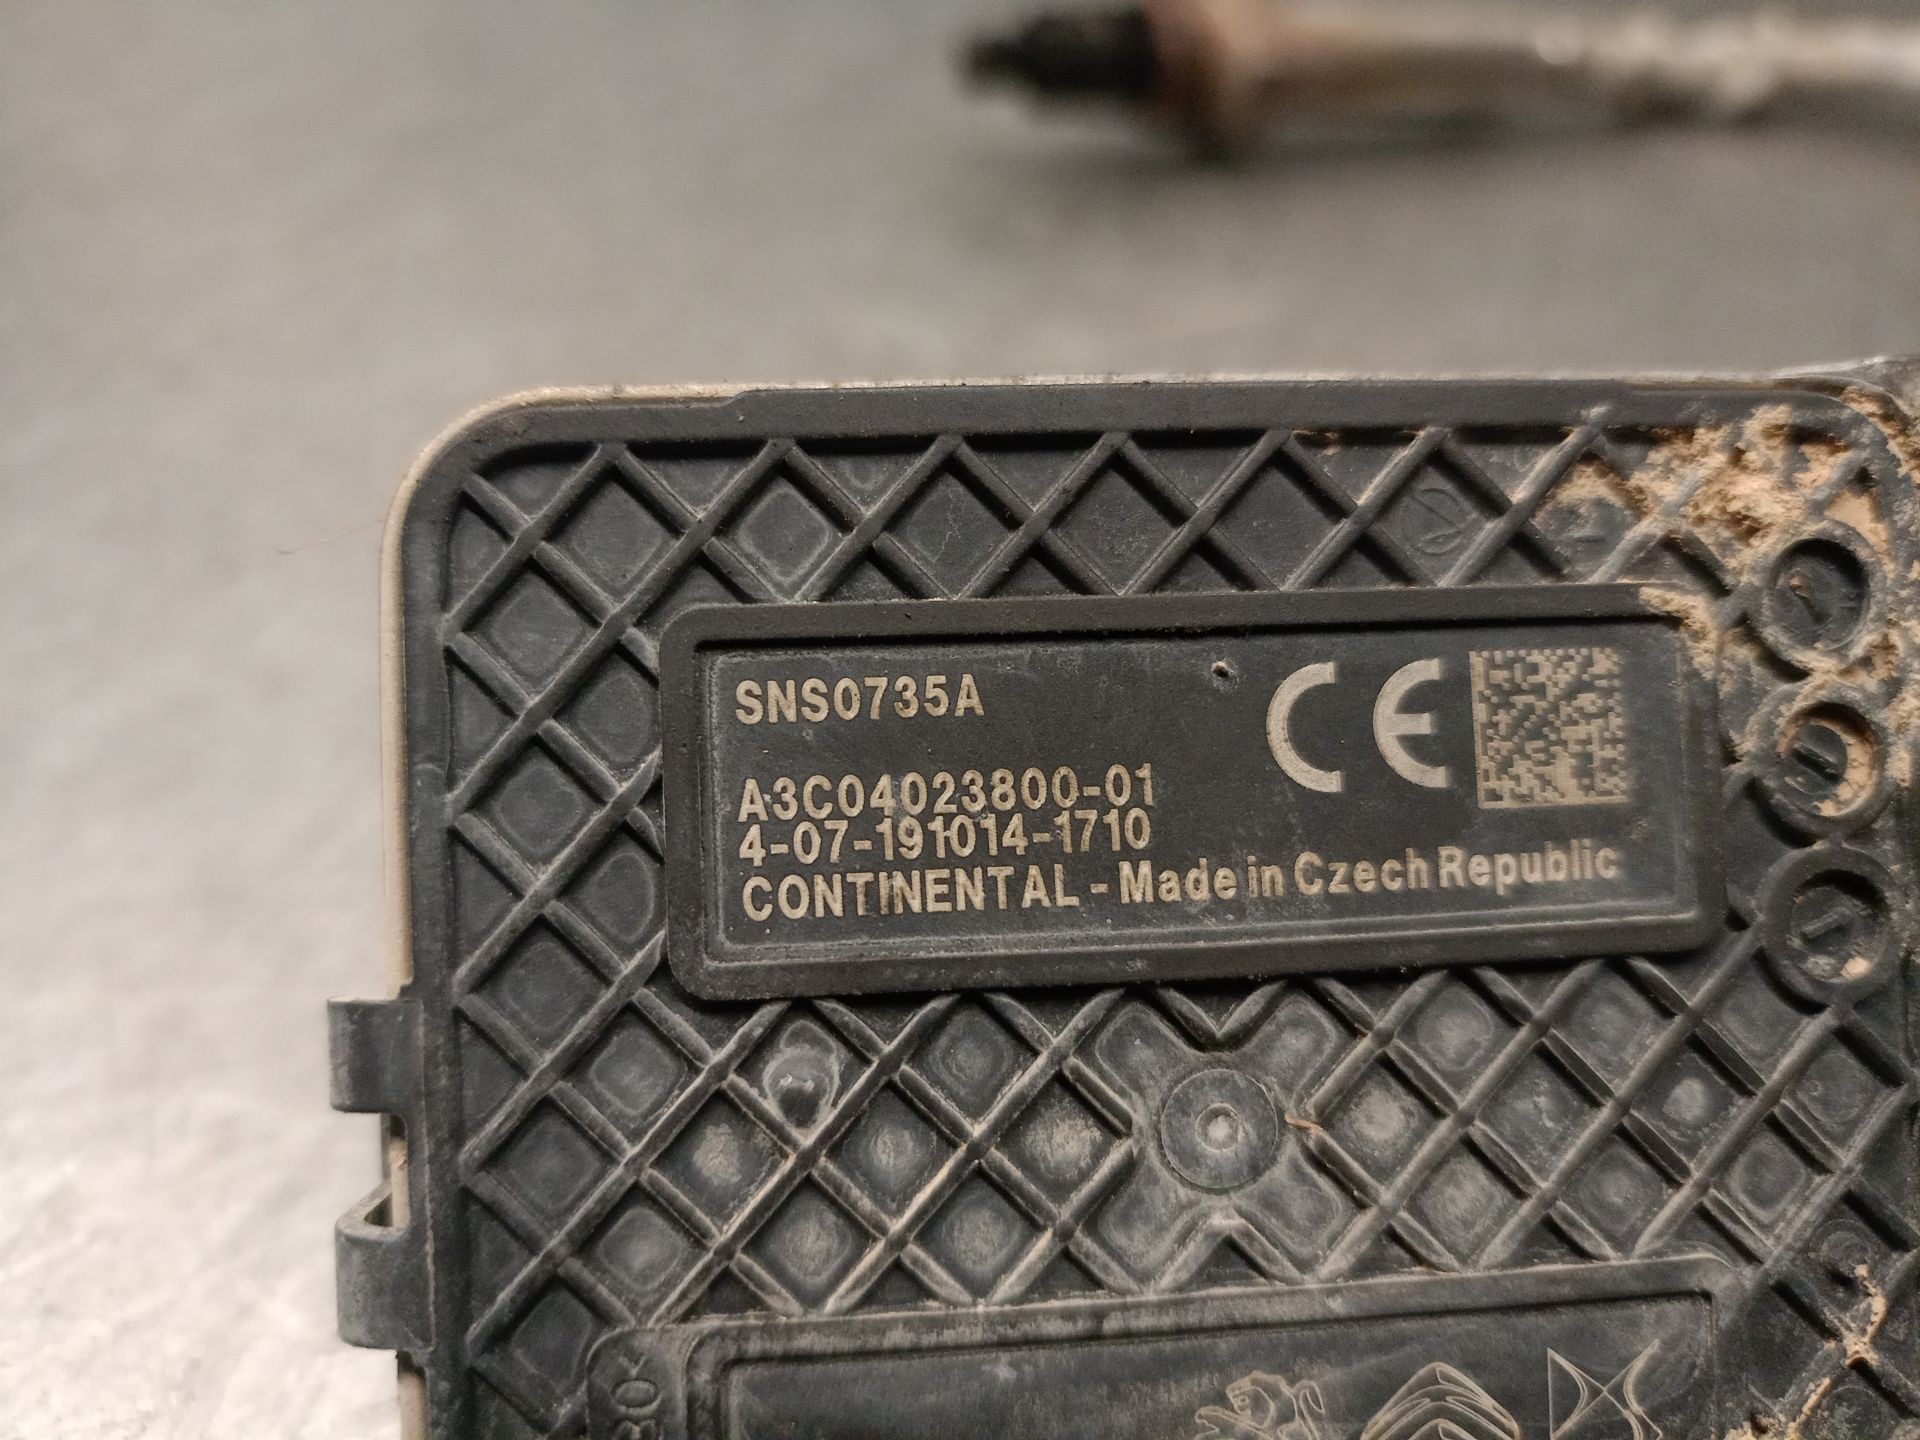 SNS0735A
CE
A3C04023800-01
4-07-191014-1710
CONTINENTAL - Made in Czech Republic